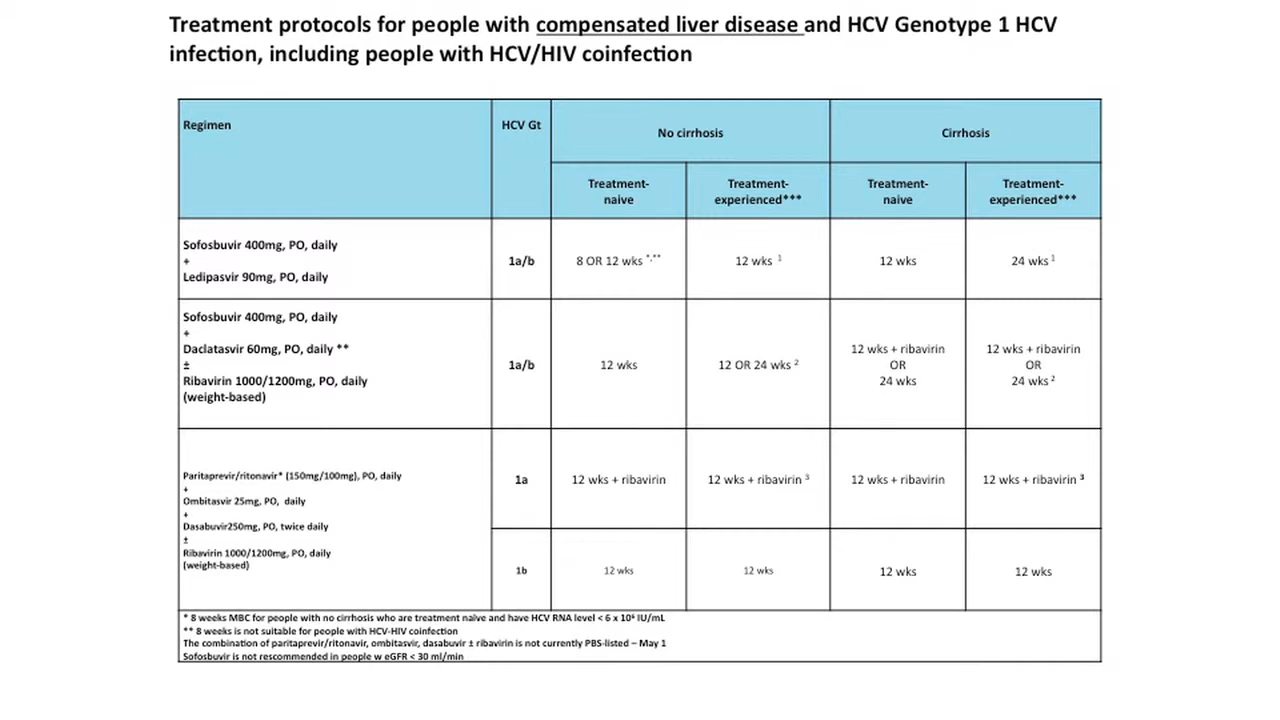 Treatment protocols for people with compensated liver disease and HCV Genotype 1 HCV
infection, including people with HCV/HIV coinfection
Regimen
HCV Gt
No cirrhosis
Cirrhosis
Treatment-
naive
Treatment-
experienced***
Treatment-
naive
Treatment-
experienced***
Sofosbuvir 400mg, PO, daily
+
Ledipasvir 90mg, PO, daily
1a/b
8 OR 12 wks *,**
12 wks 1
12 wks
24 wks 1
Sofosbuvir 400mg, PO, daily
+
Daclatasvir 60mg, PO, daily **
±
Ribavirin 1000/1200mg, PO, daily
(weight-based)
1a/b
12 wks
12 OR 24 wks 2
12 wks + ribavirin
OR
24 wks
12 wks + ribavirin
OR
24 wks 2
Paritaprevir/ritonavir* (150mg/100mg), PO, daily
+
Ombitasvir 25mg, PO, daily
+
Dasabuvir250mg, PO, twice daily
±
Ribavirin 1000/1200mg, PO, daily
(weight-based)
1a
12 wks + ribavirin
12 wks + ribavirin 3
12 wks + ribavirin
12 wks + ribavirin 3
1b
12 wks
12 wks
12 wks
12 wks
* 8 weeks MBC for people with no cirrhosis who are treatment naïve and have HCV RNA level < 6 x 10⁶ IU/mL
** 8 weeks is not suitable for people with HCV-HIV coinfection
The combination of paritaprevir/ritonavir, ombitasvir, dasabuvir ± ribavirin is not currently PBS-listed – May 1
Sofosbuvir is not rescommended in people w eGFR < 30 ml/min